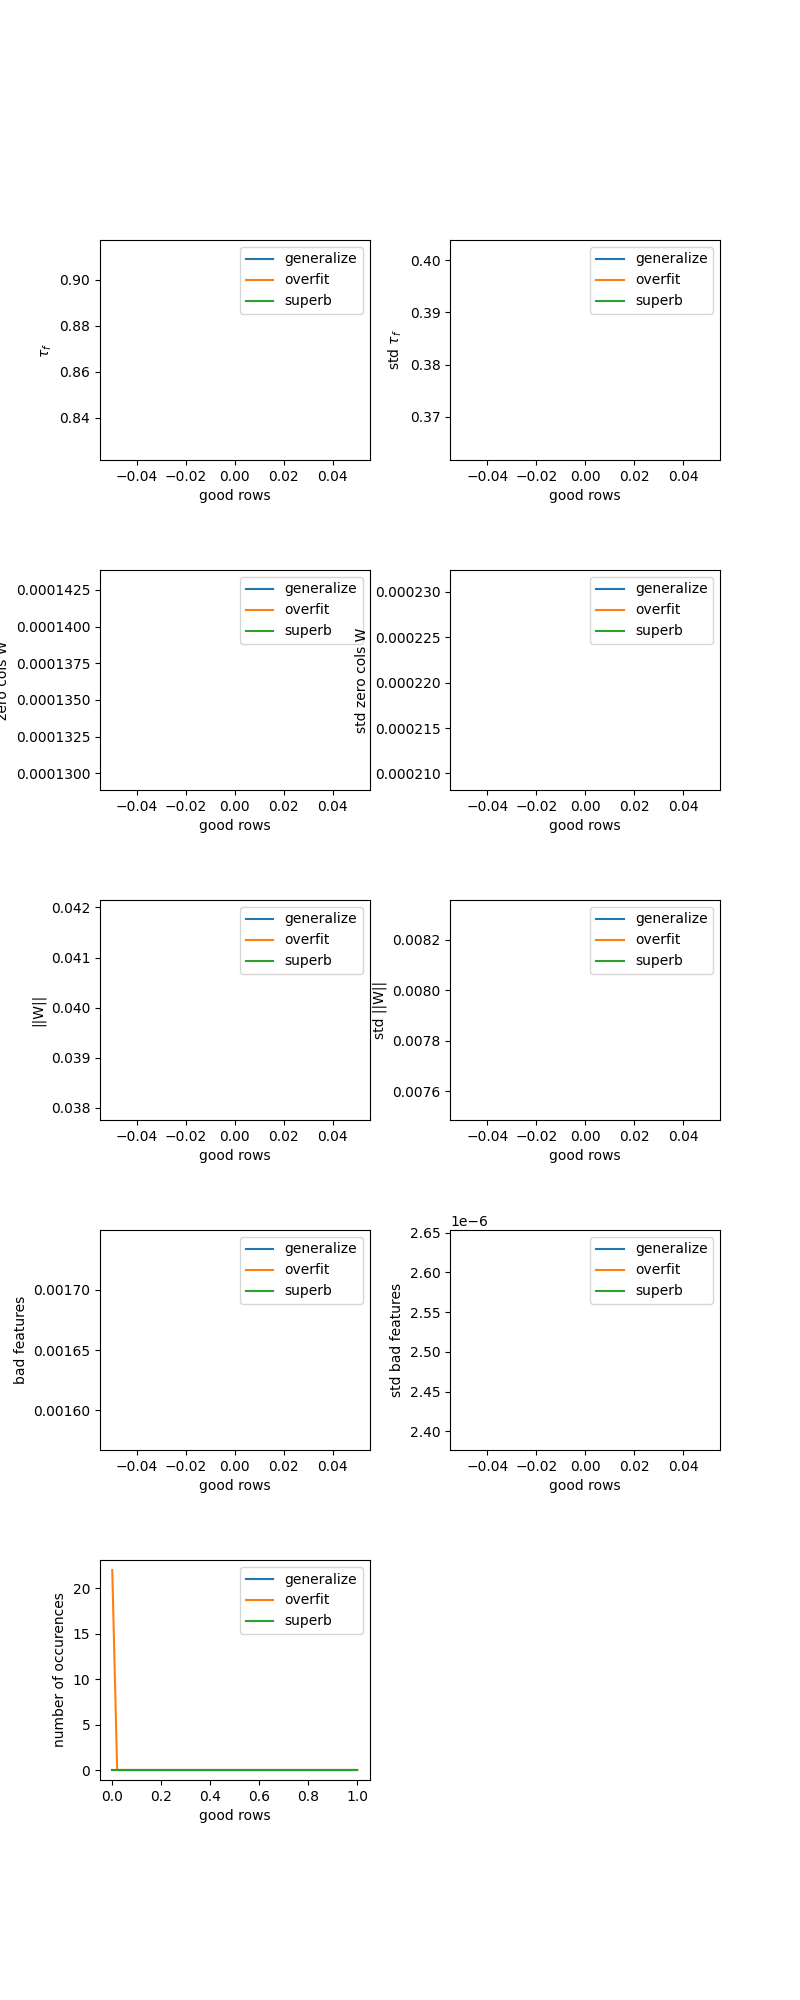 generalize
overfit
superb
0.90
0.88
0.86
0.84
τf
−0.04 −0.02 0.00 0.02 0.04
good rows
generalize
overfit
superb
0.40
0.39
0.38
0.37
std τf
−0.04 −0.02 0.00 0.02 0.04
good rows
generalize
overfit
superb
0.0001425
0.0001400
0.0001375
0.0001350
0.0001325
0.0001300
zero cols W
−0.04 −0.02 0.00 0.02 0.04
good rows
generalize
overfit
superb
0.000230
0.000225
0.000220
0.000215
0.000210
std zero cols W
−0.04 −0.02 0.00 0.02 0.04
good rows
generalize
overfit
superb
0.042
0.041
0.040
0.039
0.038
||W||
−0.04 −0.02 0.00 0.02 0.04
good rows
generalize
overfit
superb
0.0082
0.0080
0.0078
0.0076
std ||W||
−0.04 −0.02 0.00 0.02 0.04
good rows
generalize
overfit
superb
0.00170
0.00165
0.00160
bad features
−0.04 −0.02 0.00 0.02 0.04
good rows
1e−6
generalize
overfit
superb
2.65
2.60
2.55
2.50
2.45
2.40
std bad features
−0.04 −0.02 0.00 0.02 0.04
good rows
generalize
overfit
superb
20
15
10
5
0
number of occurences
0.0 0.2 0.4 0.6 0.8 1.0
good rows